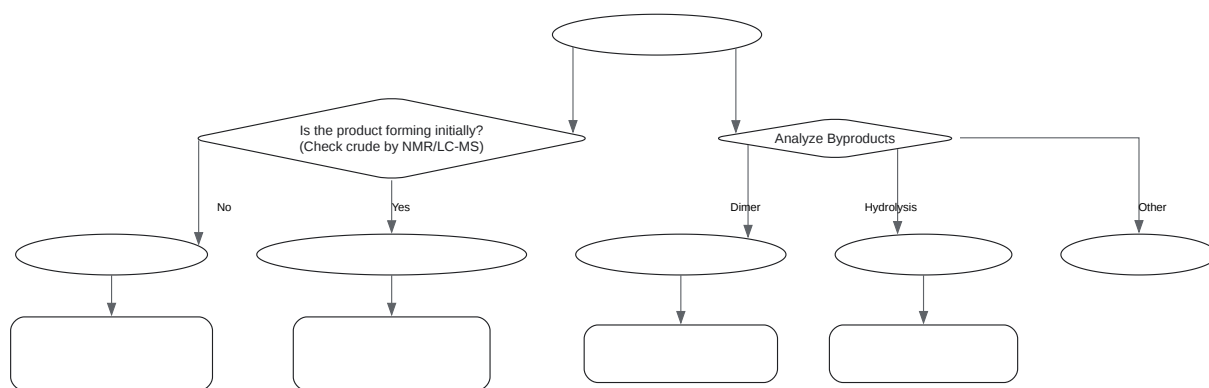 Is the product forming initially?
(Check crude by NMR/LC-MS)
Analyze Byproducts
No
Yes
Dimer
Hydrolysis
Other